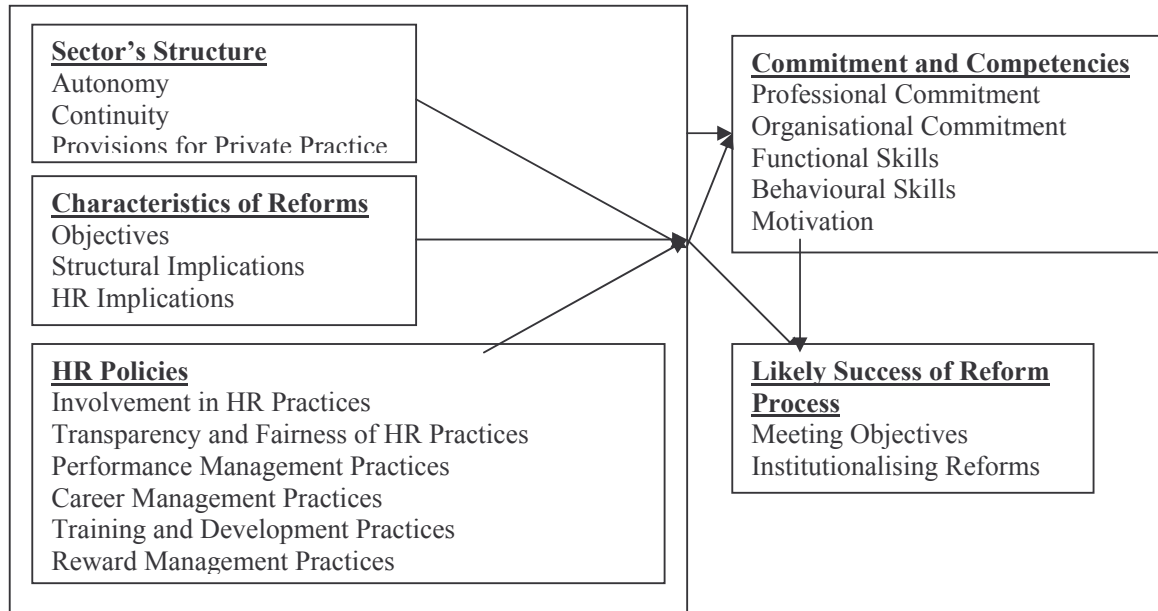 Sector's Structure
Autonomy
Continuity
Provisions for Private Practice
Characteristics of Reforms
Objectives
Structural Implications
HR Implications
HR Policies
Involvement in HR Practices
Transparency and Fairness of HR Practices
Performance Management Practices
Career Management Practices
Training and Development Practices
Reward Management Practices
Commitment and Competencies
Professional Commitment
Organisational Commitment
Functional Skills
Behavioural Skills
Motivation
Likely Success of Reform
Process
Meeting Objectives
Institutionalising Reforms